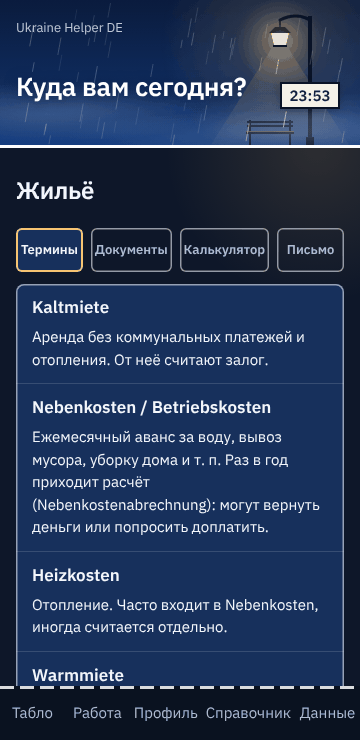 Ukraine Helper DE
Куда вам сегодня?
23:53
Жильё
Термины
Документы
Калькулятор
Письмо
Kaltmiete
Аренда без коммунальных платежей и
отопления. От неё считают залог.
Nebenkosten / Betriebskosten
Ежемесячный аванс за воду, вывоз
мусора, уборку дома и т. п. Раз в год
приходит расчёт
(Nebenkostenabrechnung): могут вернуть
деньги или попросить доплатить.
Heizkosten
Отопление. Часто входит в Nebenkosten,
иногда считается отдельно.
Warmmiete
Табло
Работа
Профиль
Справочник
Данные